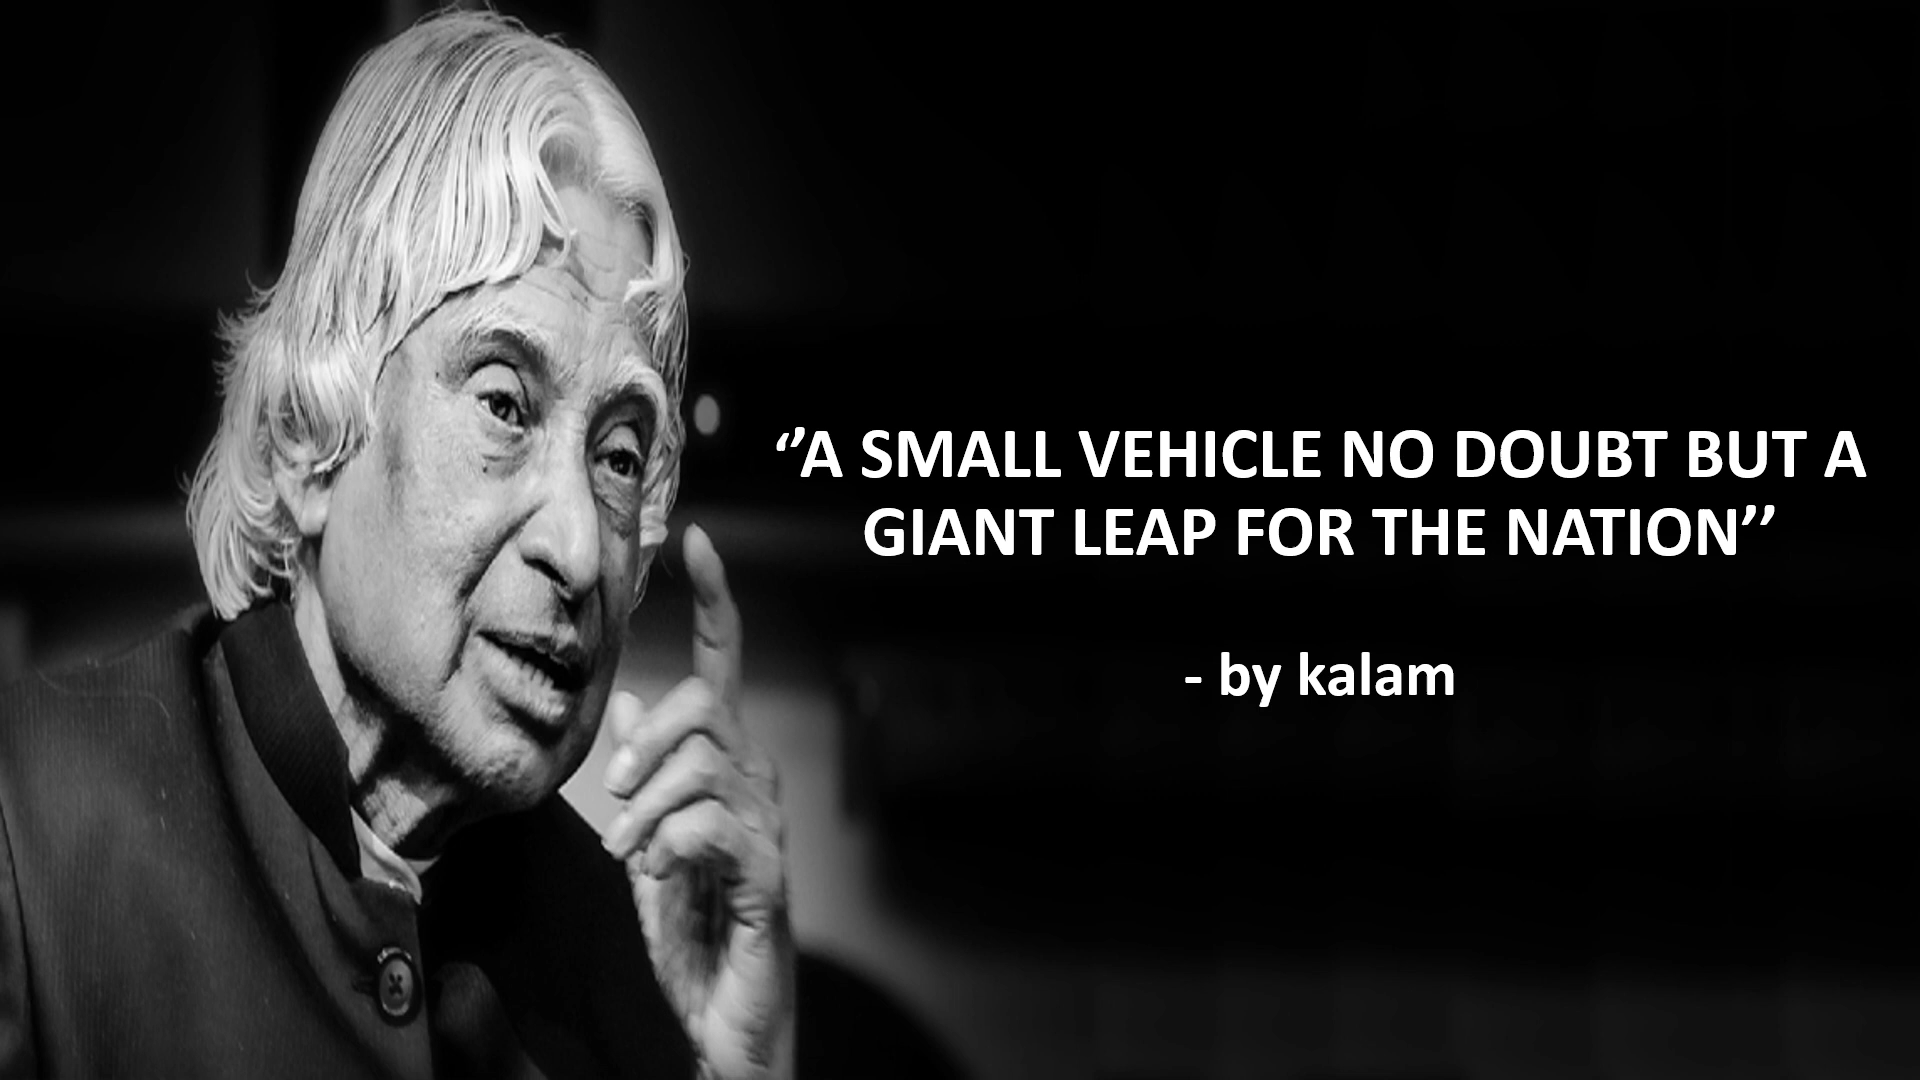 ‘’A SMALL VEHICLE NO DOUBT BUT A
GIANT LEAP FOR THE NATION’’
- by kalam